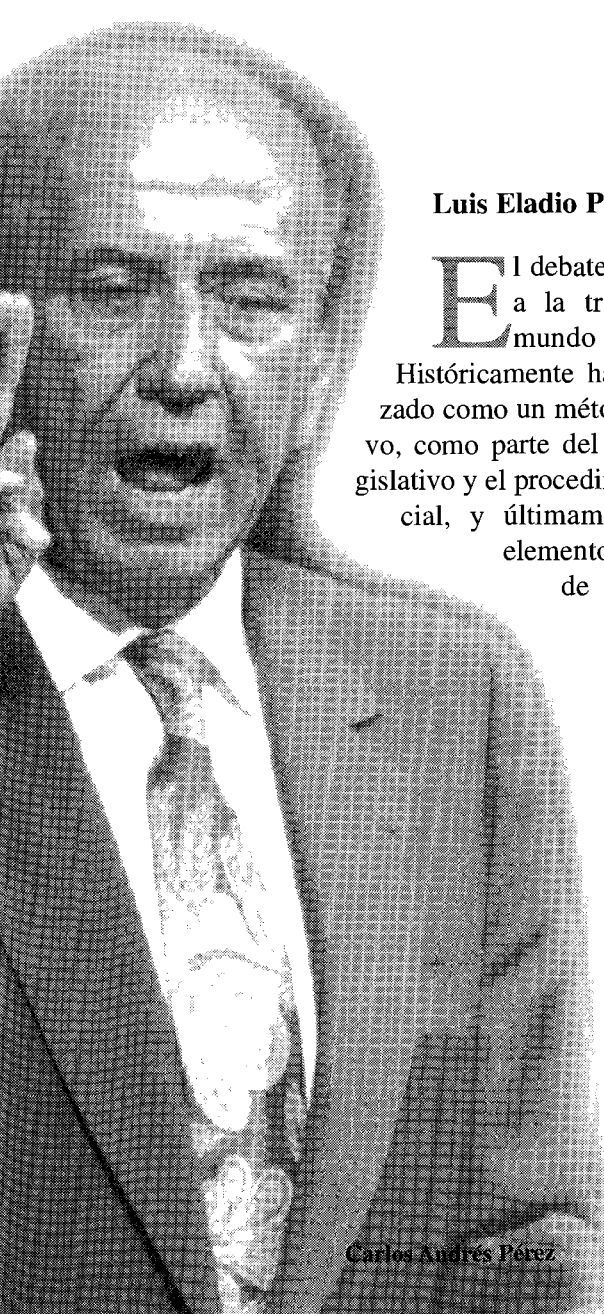 Luis Eladio P
El debate
a la tr
mundo
Históricamente ha
zado como un méto
vo, como parte del
gislativo y el procedi
cial, y últimam
elemento
de
Carlos Andrés Pérez